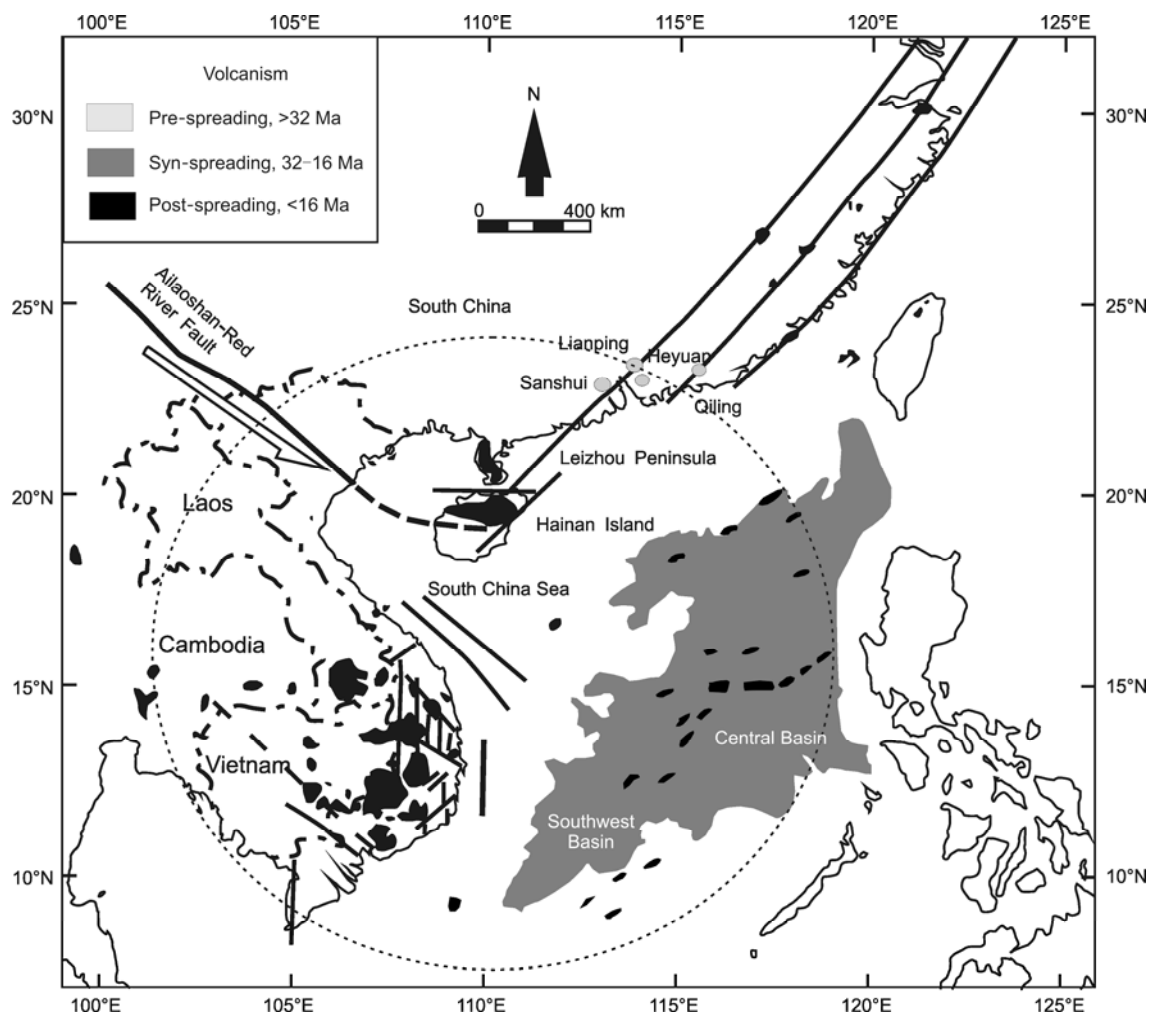 100°E 105°E 110°E 115°E 120°E 125°E
Volcanism
Pre-spreading, >32 Ma
Syn-spreading, 32–16 Ma
Post-spreading, <16 Ma
N
0 400 km
30°N 30°N
25°N 25°N
20°N 20°N
15°N 15°N
10°N 10°N
Ailaoshan-Red
River Fault
South China
Lianping
Heyuan
Sanshui
Qiling
Leizhou Peninsula
Laos
Hainan Island
South China Sea
Cambodia
Vietnam
Central Basin
Southwest
Basin
100°E 105°E 110°E 115°E 120°E 125°E